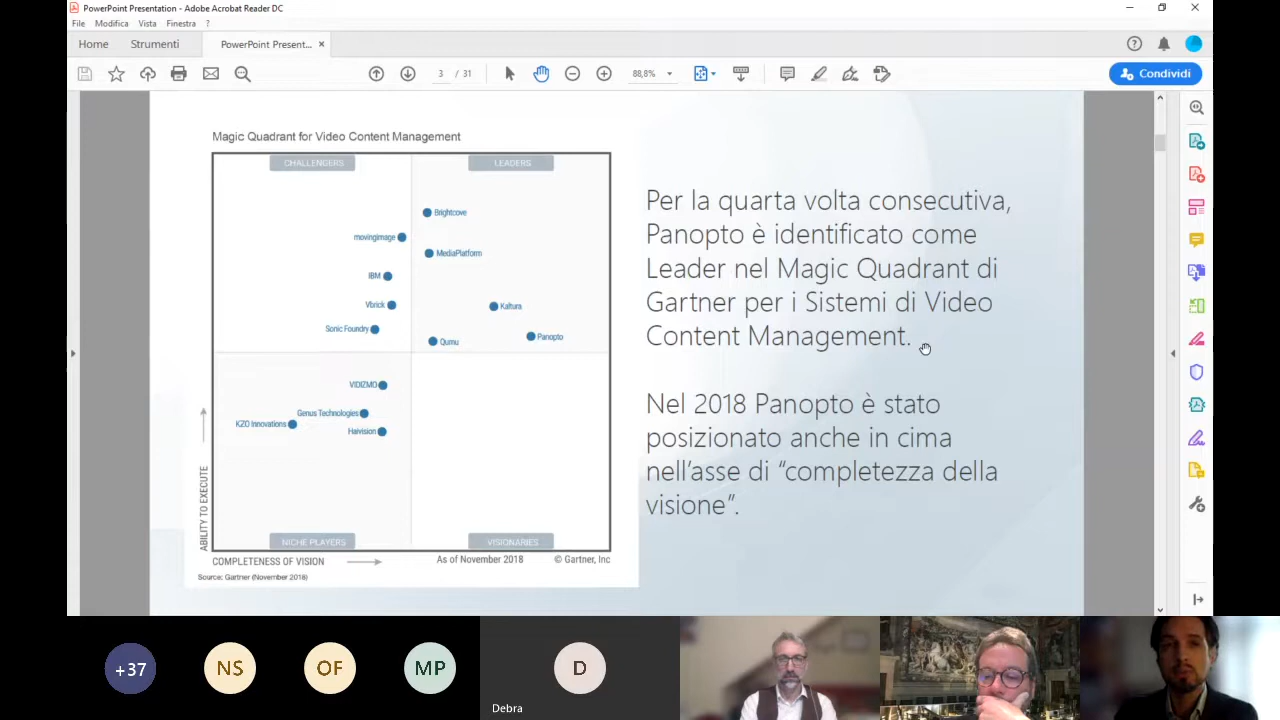 PowerPoint Presentation - Adobe Acrobat Reader DC
File Modifica Vista Finestra ?
Home Strumenti PowerPoint Present... ×
3 / 31 88,8% Condividi
Magic Quadrant for Video Content Management
CHALLENGERS LEADERS
Brightcove
movingimage
MediaPlatform
IBM
Vbrick
Kaltura
Sonic Foundry
Panopto
Qumu
VIDIZMO
Genus Technologies
KZO Innovations
Haivision
ABILITY TO EXECUTE
NICHE PLAYERS VISIONARIES
COMPLETENESS OF VISION As of November 2018 © Gartner, Inc
Source: Gartner (November 2018)
Per la quarta volta consecutiva,
Panopto è identificato come
Leader nel Magic Quadrant di
Gartner per i Sistemi di Video
Content Management.
Nel 2018 Panopto è stato
posizionato anche in cima
nell'asse di “completezza della
visione”.
+37 NS OF MP D
Debra